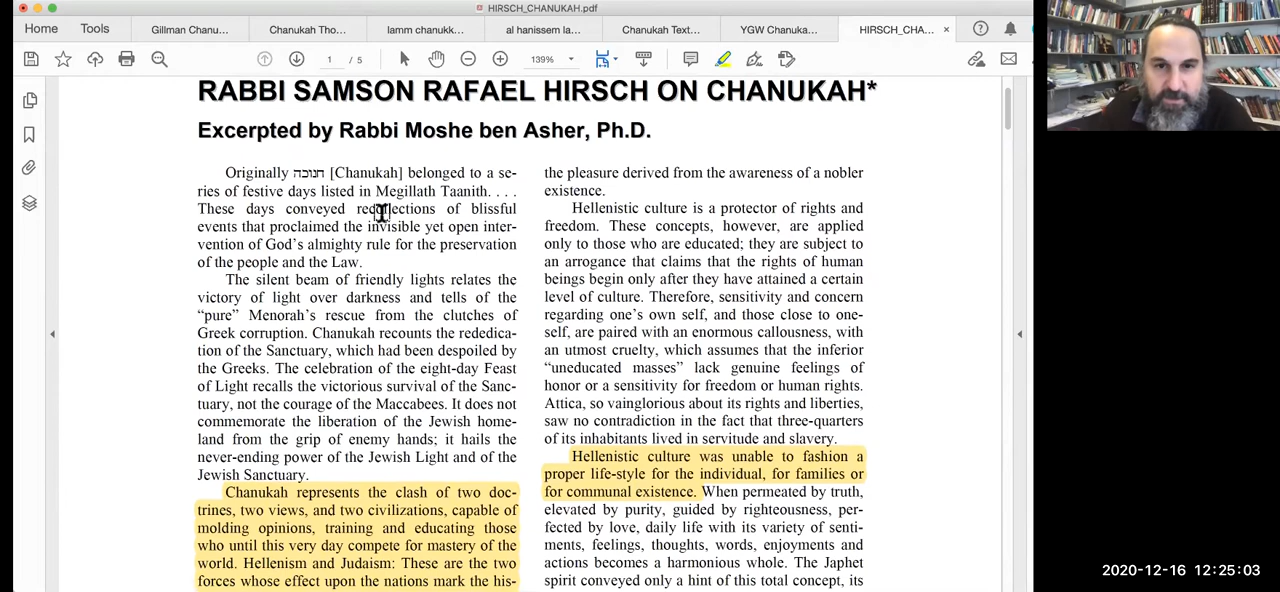 HIRSCH_CHANUKAH.pdf
Home
Tools
Gillman Chanu...
Chanukah Tho...
lamm chanukk...
al hanissem la...
Chanukah Text...
YGW Chanuka...
HIRSCH_CHA...
1 / 5
139%
RABBI SAMSON RAFAEL HIRSCH ON CHANUKAH*
Excerpted by Rabbi Moshe ben Asher, Ph.D.
Originally חנוכה [Chanukah] belonged to a se-
ries of festive days listed in Megillath Taanith. . . .
These days conveyed recollections of blissful
events that proclaimed the invisible yet open inter-
vention of God's almighty rule for the preservation
of the people and the Law.
The silent beam of friendly lights relates the
victory of light over darkness and tells of the
“pure” Menorah's rescue from the clutches of
Greek corruption. Chanukah recounts the rededica-
tion of the Sanctuary, which had been despoiled by
the Greeks. The celebration of the eight-day Feast
of Light recalls the victorious survival of the Sanc-
tuary, not the courage of the Maccabees. It does not
commemorate the liberation of the Jewish home-
land from the grip of enemy hands; it hails the
never-ending power of the Jewish Light and of the
Jewish Sanctuary.
Chanukah represents the clash of two doc-
trines, two views, and two civilizations, capable of
molding opinions, training and educating those
who until this very day compete for mastery of the
world. Hellenism and Judaism: These are the two
forces whose effect upon the nations mark the his-
the pleasure derived from the awareness of a nobler
existence.
Hellenistic culture is a protector of rights and
freedom. These concepts, however, are applied
only to those who are educated; they are subject to
an arrogance that claims that the rights of human
beings begin only after they have attained a certain
level of culture. Therefore, sensitivity and concern
regarding one's own self, and those close to one-
self, are paired with an enormous callousness, with
an utmost cruelty, which assumes that the inferior
“uneducated masses” lack genuine feelings of
honor or a sensitivity for freedom or human rights.
Attica, so vainglorious about its rights and liberties,
saw no contradiction in the fact that three-quarters
of its inhabitants lived in servitude and slavery.
Hellenistic culture was unable to fashion a
proper life-style for the individual, for families or
for communal existence. When permeated by truth,
elevated by purity, guided by righteousness, per-
fected by love, daily life with its variety of senti-
ments, feelings, thoughts, words, enjoyments and
actions becomes a harmonious whole. The Japhet
spirit conveyed only a hint of this total concept, its
2020-12-16 12:25:03